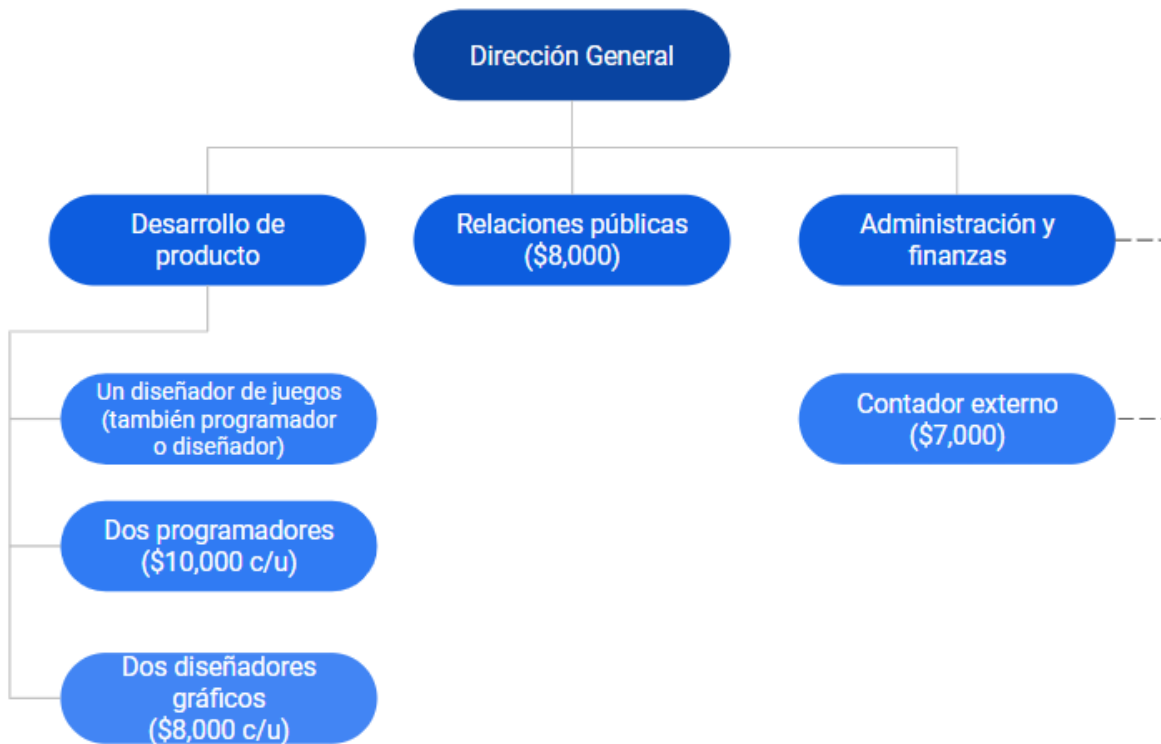 Dirección General
Desarrollo de
producto
Relaciones públicas
($8,000)
Administración y
finanzas
Un diseñador de juegos
(también programador
o diseñador)
Contador externo
($7,000)
Dos programadores
($10,000 c/u)
Dos diseñadores
gráficos
($8,000 c/u)